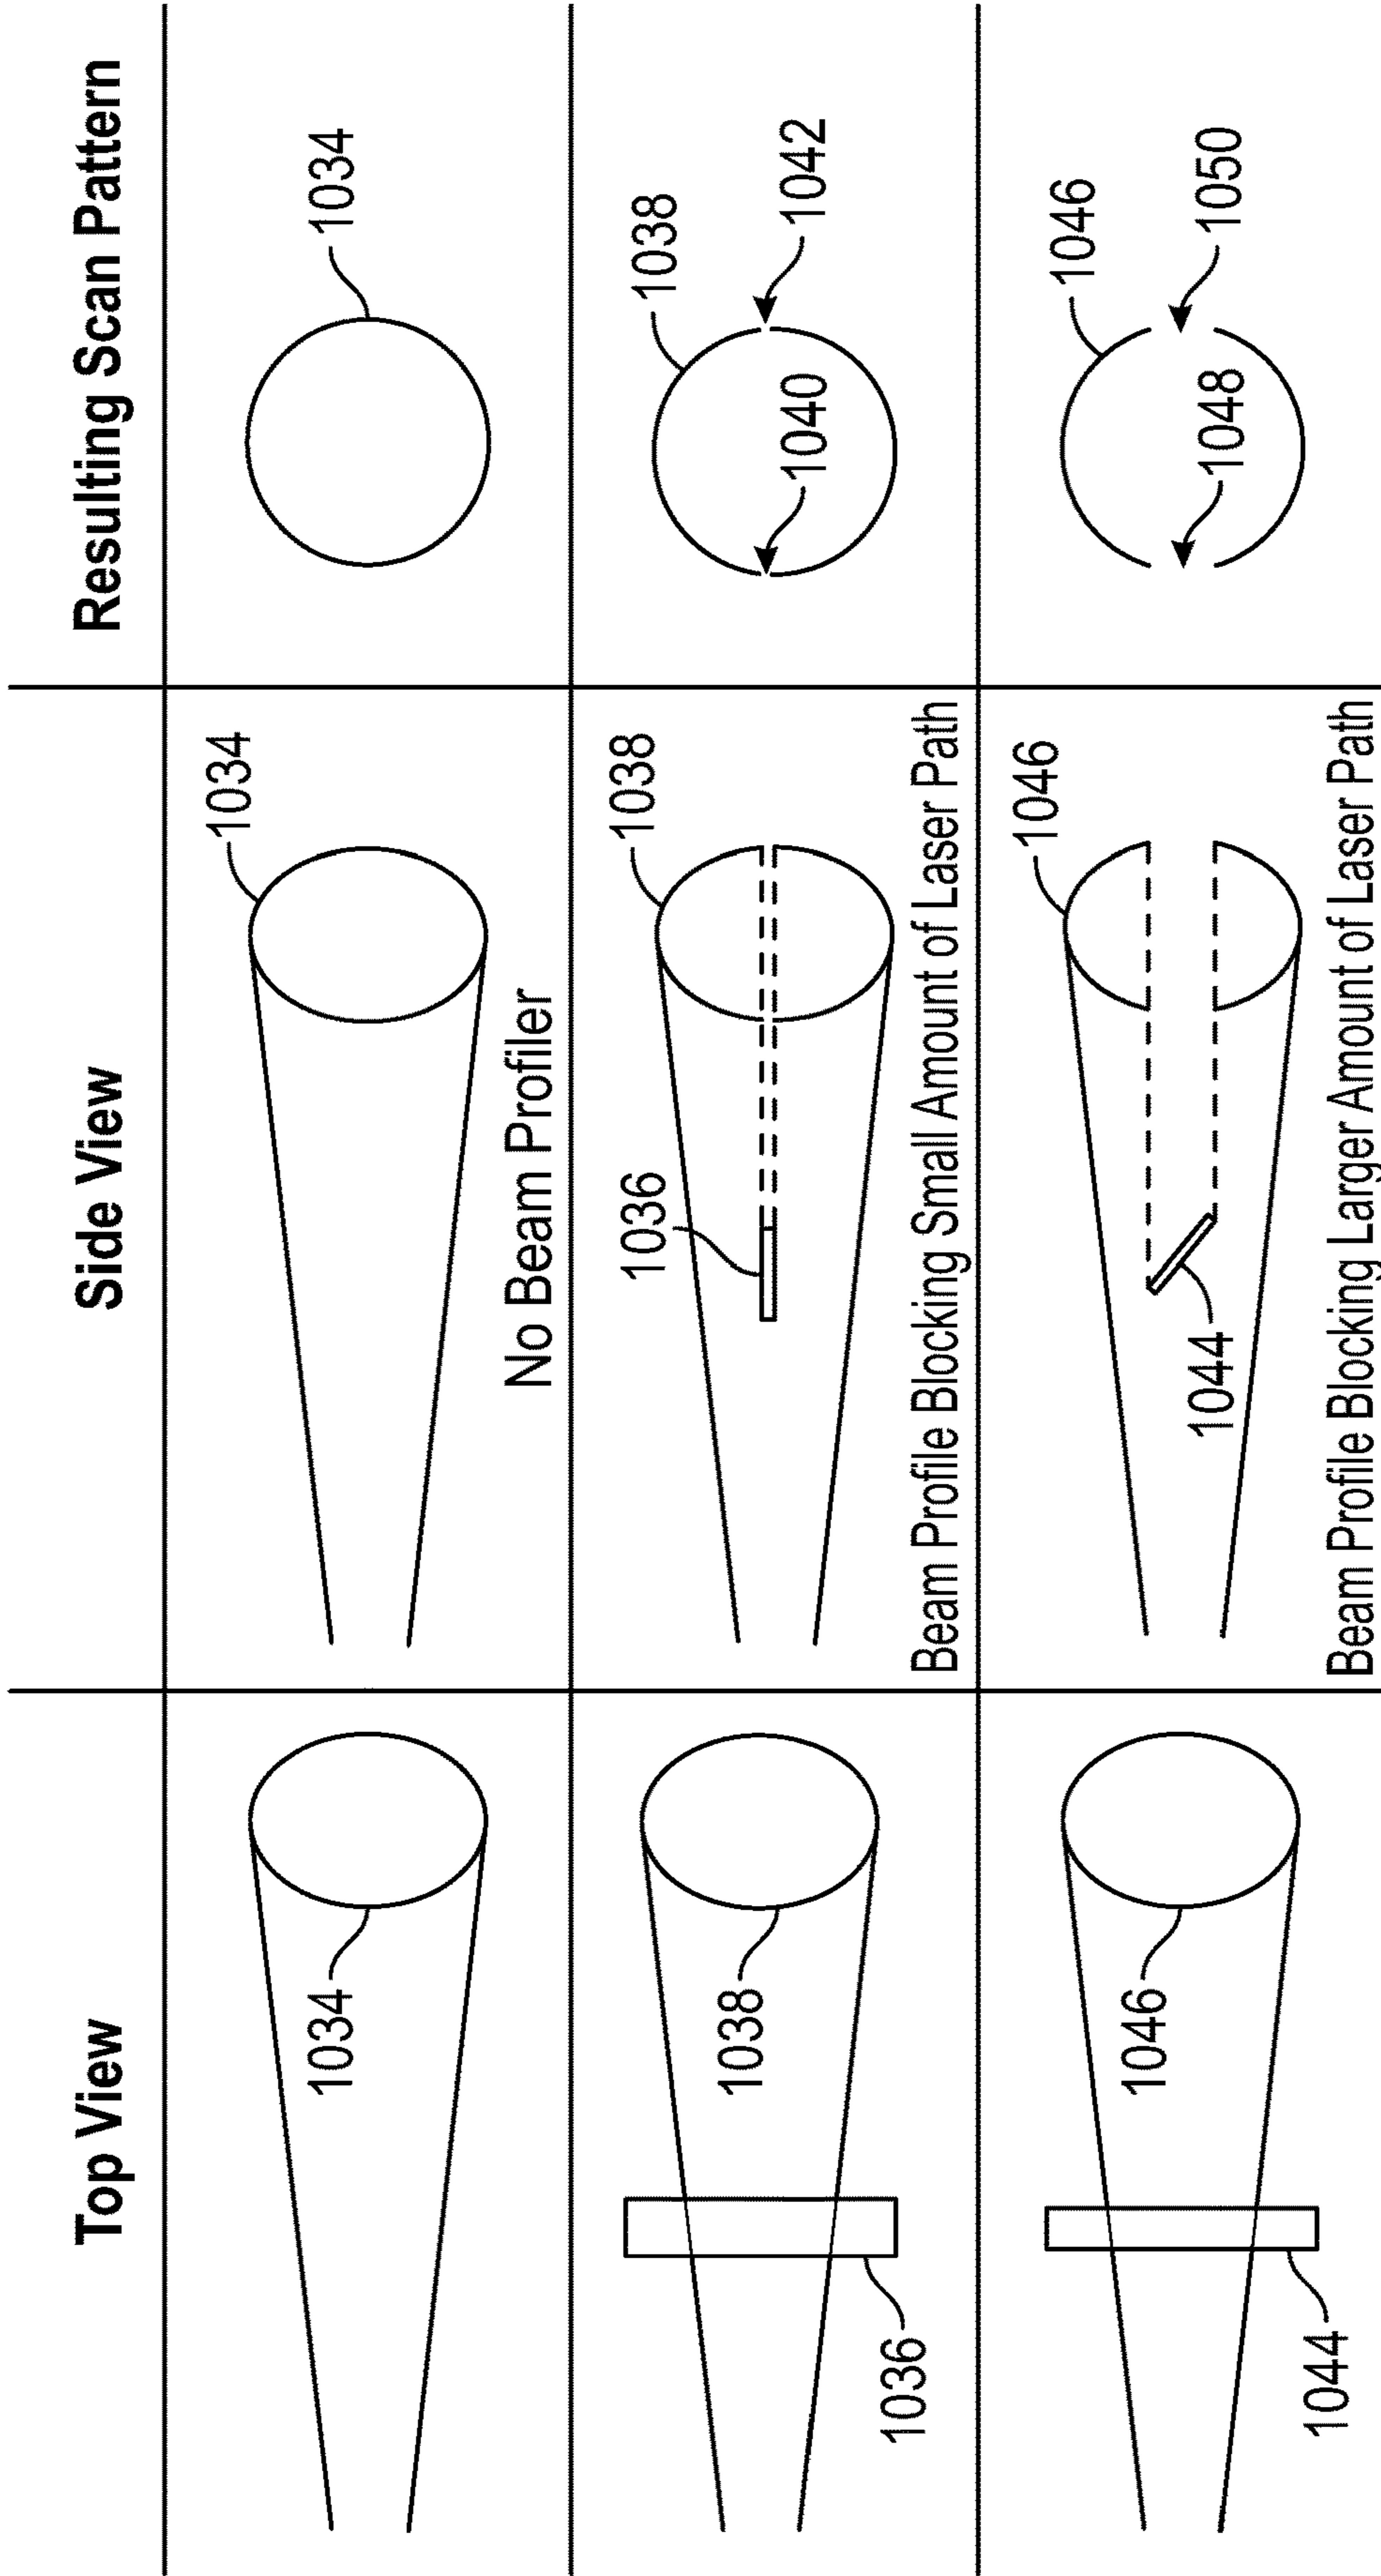 Top View
Side View
Resulting Scan Pattern
1034
1034
No Beam Profiler
1034
1036
1038
1036
1038
Beam Profile Blocking Small Amount of Laser Path
1038
1040
1042
1044
1046
1044
1046
Beam Profile Blocking Larger Amount of Laser Path
1046
1048
1050